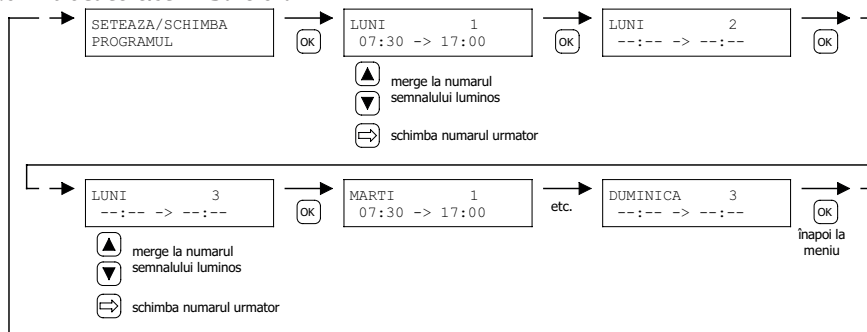 SETEAZA/SCHIMBA
PROGRAMUL
OK
LUNI 1
07:30 -> 17:00
OK
LUNI 2
--:-- -> --:--
OK
merge la numarul
semnalului luminos
schimba numarul urmator
LUNI 3
--:-- -> --:--
OK
MARTI 1
07:30 -> 17:00
etc.
DUMINICA 3
--:-- -> --:--
OK
înapoi la
meniu
merge la numarul
semnalului luminos
schimba numarul urmator